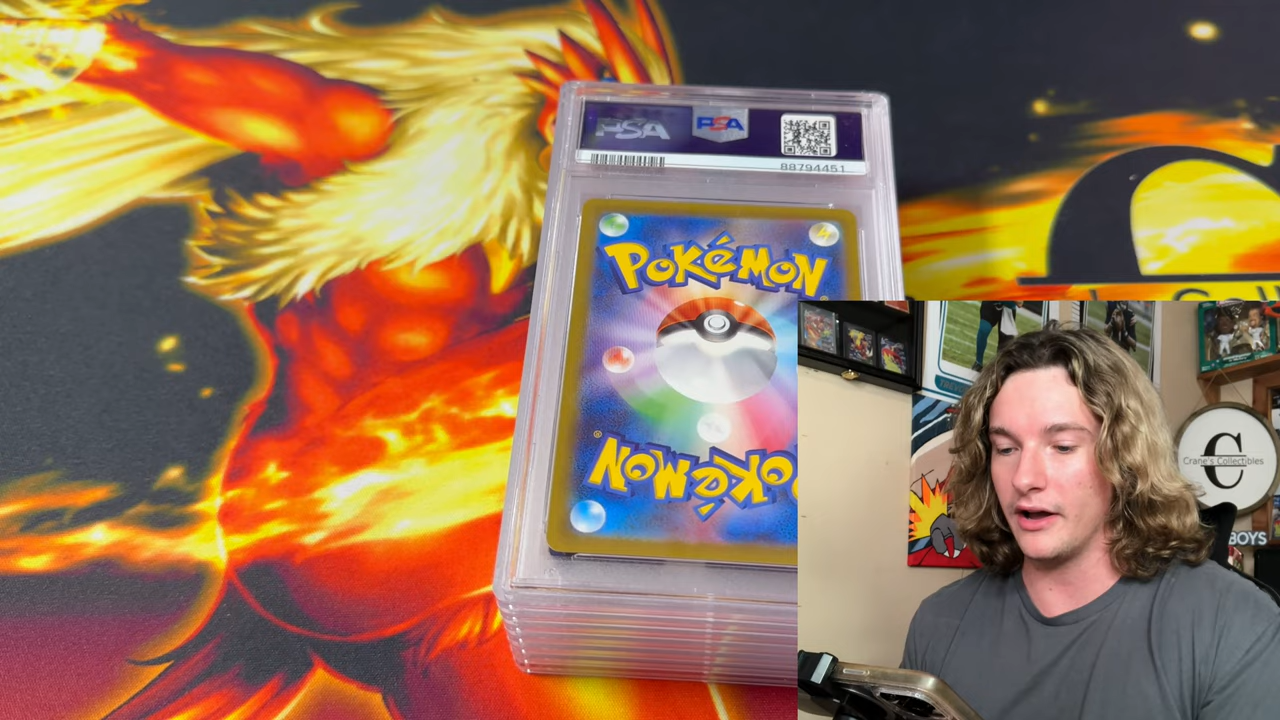 PSA
PSA
88794451
POKéMON
®
POKéMON
C
Crane's Collectibles
BOYS